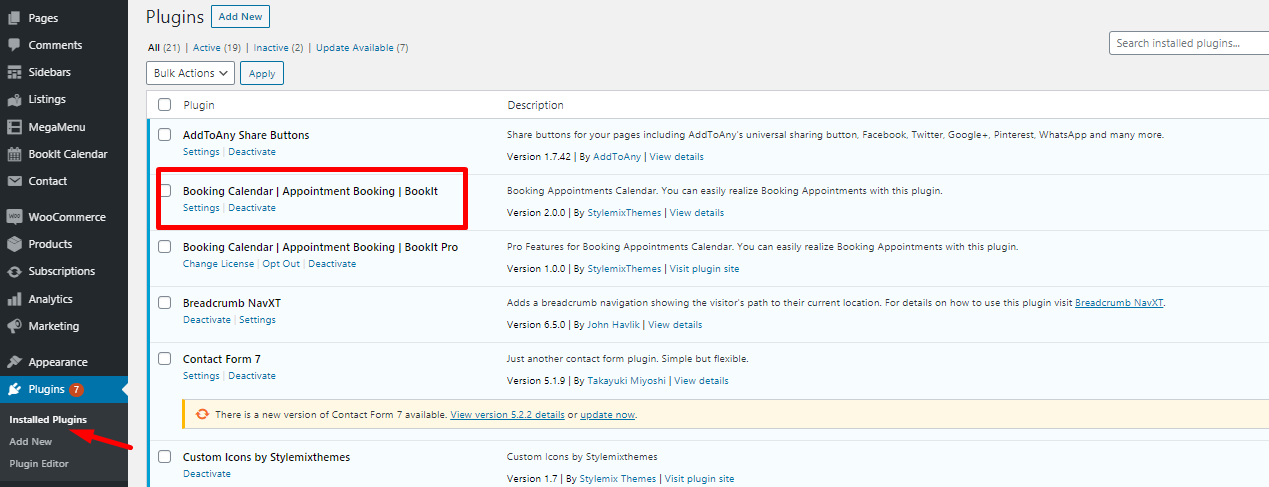 Pages
Comments
Sidebars
Listings
MegaMenu
BookIt Calendar
Contact
WOO WooCommerce
Products
Subscriptions
Analytics
Marketing
Appearance
Plugins 7
Installed Plugins
Add New
Plugin Editor
Plugins Add New
All (21) | Active (19) | Inactive (2) | Update Available (7)
Search installed plugins...
Bulk Actions Apply
Plugin Description
AddToAny Share Buttons
Settings | Deactivate
Share buttons for your pages including AddToAny's universal sharing button, Facebook, Twitter, Google+, Pinterest, WhatsApp and many more.
Version 1.7.42 | By AddToAny | View details
Booking Calendar | Appointment Booking | BookIt
Settings | Deactivate
Booking Appointments Calendar. You can easily realize Booking Appointments with this plugin.
Version 2.0.0 | By StylemixThemes | View details
Booking Calendar | Appointment Booking | BookIt Pro
Change License | Opt Out | Deactivate
Pro Features for Booking Appointments Calendar. You can easily realize Booking Appointments with this plugin.
Version 1.0.0 | By StylemixThemes | Visit plugin site
Breadcrumb NavXT
Deactivate | Settings
Adds a breadcrumb navigation showing the visitor's path to their current location. For details on how to use this plugin visit Breadcrumb NavXT.
Version 6.5.0 | By John Havlik | View details
Contact Form 7
Settings | Deactivate
Just another contact form plugin. Simple but flexible.
Version 5.1.9 | By Takayuki Miyoshi | View details
There is a new version of Contact Form 7 available. View version 5.2.2 details or update now.
Custom Icons by Stylemixthemes
Deactivate
Custom Icons by Stylemixthemes
Version 1.7 | By Stylemix Themes | Visit plugin site